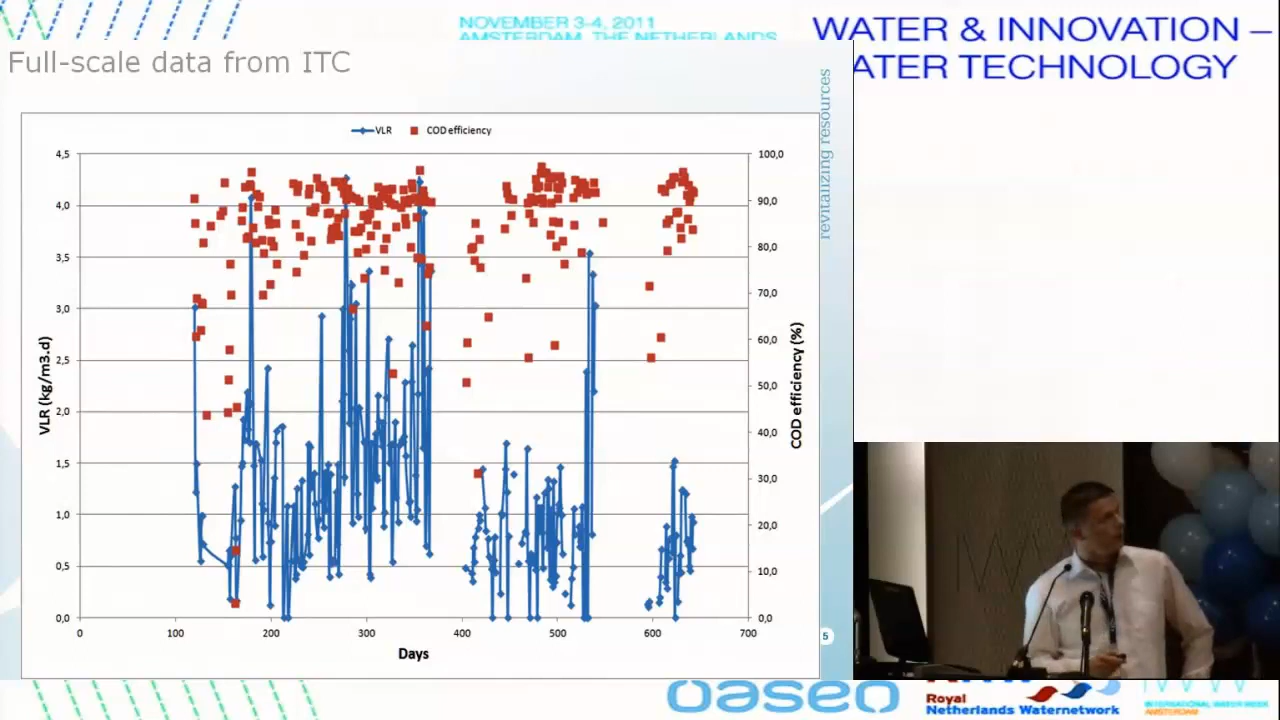 NOVEMBER 3-4, 2011
AMSTERDAM, THE NETHERLANDS
WATER & INNOVATION –
ATER TECHNOLOGY
Full-scale data from ITC
revitalizing resources
VLR
COD efficiency
4,5
4,0
3,5
3,0
2,5
2,0
1,5
1,0
0,5
0,0
VLR (kg/m3.d)
100,0
90,0
80,0
70,0
60,0
50,0
40,0
30,0
20,0
10,0
0,0
COD efficiency (%)
0
100
200
300
400
500
600
700
Days
5
oasen
Royal
Netherlands Waternetwork
INTERNATIONAL WATER WEEK
AMSTERDAM